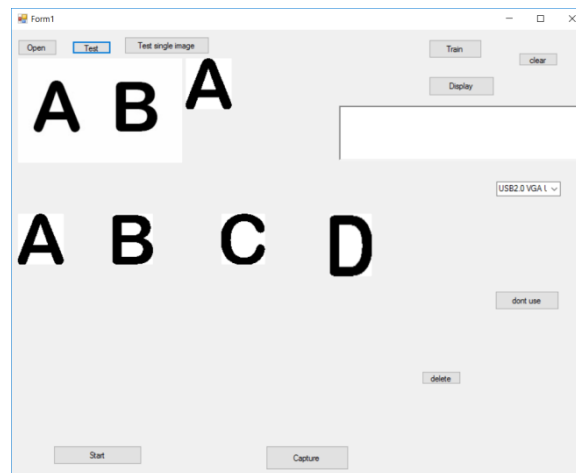 Form1
Open Test Test single image Train
clear
Display
A B A
USB2.0 VGA U
A B C D
dont use
delete
Start Capture